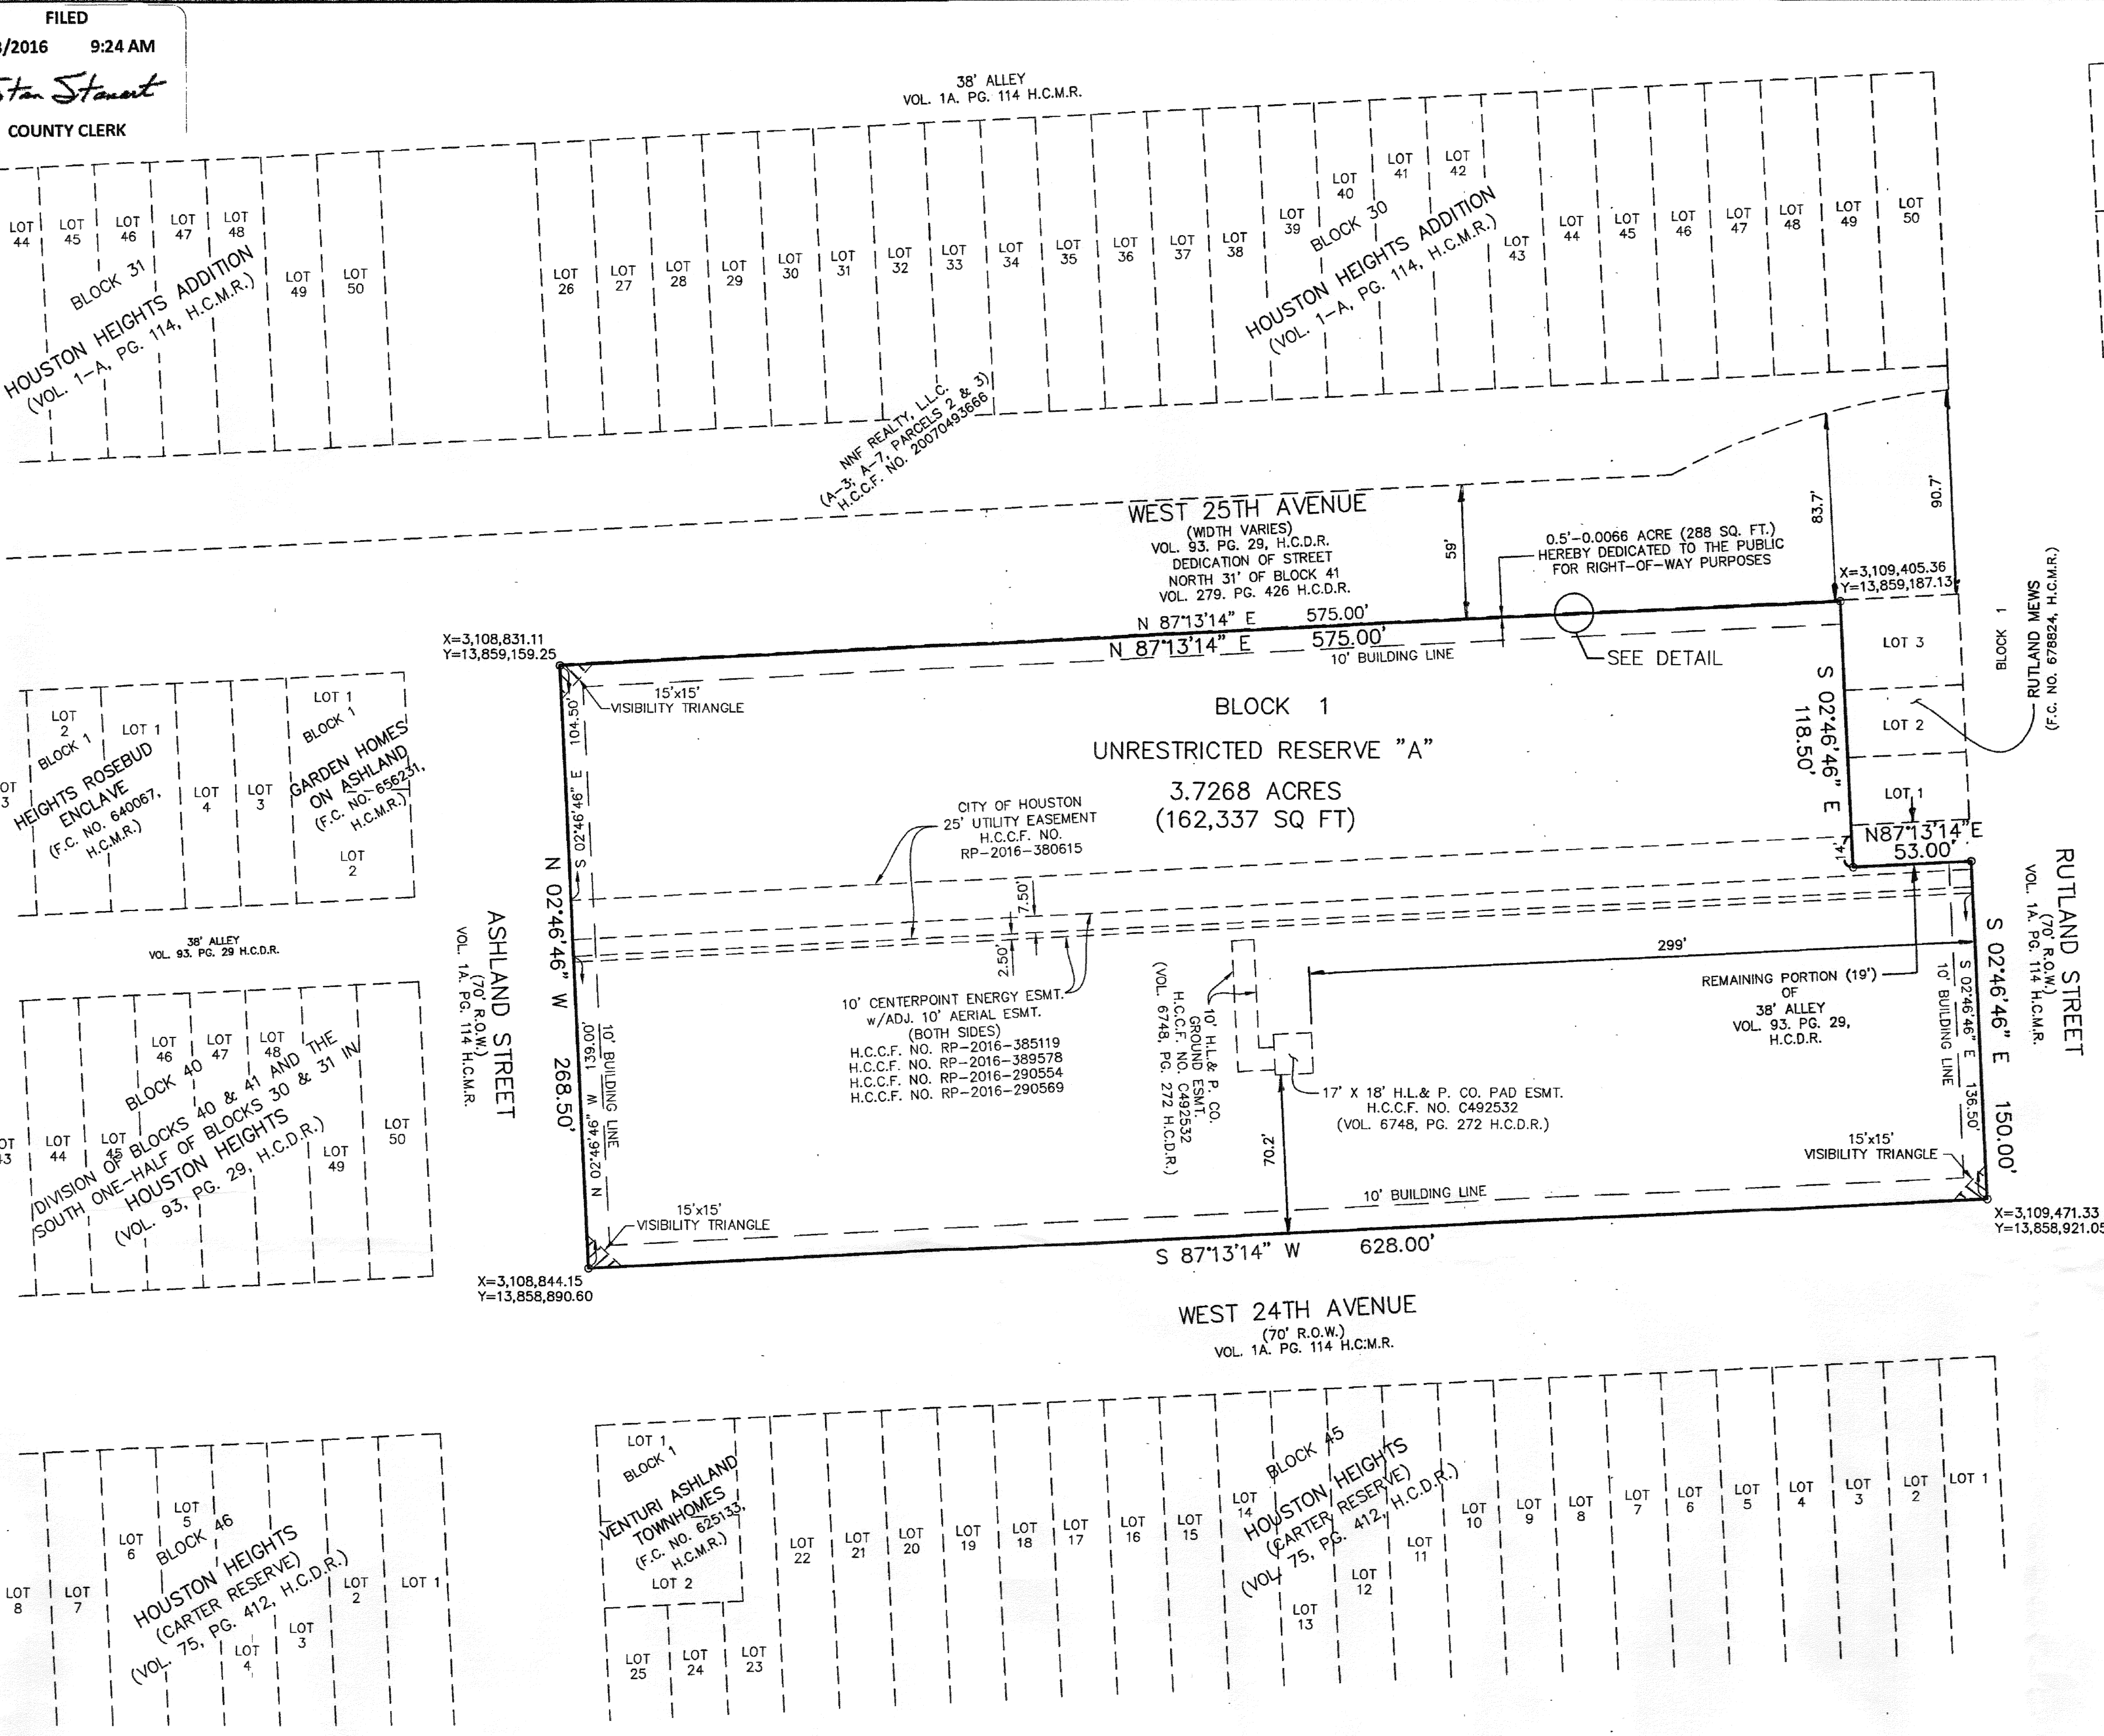 FILED
/2016 9:24 AM
Stan Stanart
COUNTY CLERK
38' ALLEY
VOL. 1A. PG. 114 H.C.M.R.
LOT
44
LOT
45
LOT
46
LOT
47
LOT
48
LOT
49
LOT
50
BLOCK 31
HOUSTON HEIGHTS ADDITION
(VOL. 1-A, PG. 114, H.C.M.R.)
LOT
26
LOT
27
LOT
28
LOT
29
LOT
30
LOT
31
LOT
32
LOT
33
LOT
34
LOT
35
LOT
36
LOT
37
LOT
38
LOT
39
LOT
40
LOT
41
LOT
42
LOT
43
LOT
44
LOT
45
LOT
46
LOT
47
LOT
48
LOT
49
LOT
50
BLOCK 30
HOUSTON HEIGHTS ADDITION
(VOL. 1-A, PG. 114, H.C.M.R.)
NNF REALTY, L.L.C.
(A-3; A-7, PARCELS 2 & 3)
H.C.C.F. NO. 20070493666
WEST 25TH AVENUE
(WIDTH VARIES)
VOL. 93. PG. 29, H.C.D.R.
DEDICATION OF STREET
NORTH 31' OF BLOCK 41
VOL. 279. PG. 426 H.C.D.R.
59'
0.5'-0.0066 ACRE (288 SQ. FT.)
HEREBY DEDICATED TO THE PUBLIC
FOR RIGHT-OF-WAY PURPOSES
83.7'
90.7'
X=3,109,405.36
Y=13,859,187.13
N 87°13'14" E 575.00'
N 87°13'14" E 575.00'
10' BUILDING LINE
SEE DETAIL
X=3,108,831.11
Y=13,859,159.25
15'x15'
VISIBILITY TRIANGLE
BLOCK 1
UNRESTRICTED RESERVE "A"
3.7268 ACRES
(162,337 SQ FT)
S 02°46'46" E 118.50'
LOT 3
LOT 2
LOT 1
BLOCK 1
RUTLAND MEWS
(F.C. NO. 678824, H.C.M.R.)
N87°13'14"E
53.00'
14'
LOT
2
BLOCK 1
LOT 1
HEIGHTS ROSEBUD
ENCLAVE
(F.C. NO. 640067,
H.C.M.R.)
OT
3
LOT
4
LOT
3
LOT 1
BLOCK 1
GARDEN HOMES
ON ASHLAND
(F.C. NO. 656231,
H.C.M.R.)
LOT
2
38' ALLEY
VOL. 93. PG. 29 H.C.D.R.
S 02°46'46" E 104.50'
N 02°46'46" W 268.50'
N 02°46'46" W 139.00'
10' BUILDING LINE
ASHLAND STREET
(70' R.O.W.)
VOL. 1A. PG. 114 H.C.M.R.
CITY OF HOUSTON
25' UTILITY EASEMENT
H.C.C.F. NO.
RP-2016-380615
7.50'
2.50'
10' CENTERPOINT ENERGY ESMT.
w/ADJ. 10' AERIAL ESMT.
(BOTH SIDES)
H.C.C.F. NO. RP-2016-385119
H.C.C.F. NO. RP-2016-389578
H.C.C.F. NO. RP-2016-290554
H.C.C.F. NO. RP-2016-290569
10' H.L.& P. CO.
GROUND ESMT.
H.C.C.F. NO. C492532
(VOL. 6748, PG. 272 H.C.D.R.)
299'
REMAINING PORTION (19')
OF
38' ALLEY
VOL. 93. PG. 29,
H.C.D.R.
17' X 18' H.L.& P. CO. PAD ESMT.
H.C.C.F. NO. C492532
(VOL. 6748, PG. 272 H.C.D.R.)
70.2'
S 02°46'46" E 136.50'
10' BUILDING LINE
S 02°46'46" E 150.00'
RUTLAND STREET
(70' R.O.W.)
VOL. 1A. PG. 114 H.C.M.R.
15'x15'
VISIBILITY TRIANGLE
10' BUILDING LINE
15'x15'
VISIBILITY TRIANGLE
X=3,109,471.33
Y=13,858,921.05
S 87°13'14" W 628.00'
X=3,108,844.15
Y=13,858,890.60
LOT
46
LOT
47
LOT
48
BLOCK 40
OT
43
LOT
44
LOT
45
LOT
49
LOT
50
DIVISION OF BLOCKS 40 & 41 AND THE
SOUTH ONE-HALF OF BLOCKS 30 & 31 IN
HOUSTON HEIGHTS
(VOL. 93, PG. 29, H.C.D.R.)
WEST 24TH AVENUE
(70' R.O.W.)
VOL. 1A. PG. 114 H.C.M.R.
LOT
8
LOT
7
LOT
6
LOT
5
BLOCK 46
HOUSTON HEIGHTS
(CARTER RESERVE)
(VOL. 75, PG. 412, H.C.D.R.)
LOT
4
LOT
3
LOT
2
LOT 1
LOT 1
BLOCK 1
VENTURI ASHLAND
TOWNHOMES
(F.C. NO. 625133,
H.C.M.R.)
LOT 2
LOT
25
LOT
24
LOT
23
LOT
22
LOT
21
LOT
20
LOT
19
LOT
18
LOT
17
LOT
16
LOT
15
LOT
14
BLOCK 45
HOUSTON HEIGHTS
(CARTER RESERVE)
(VOL. 75, PG. 412, H.C.D.R.)
LOT
13
LOT
12
LOT
11
LOT
10
LOT
9
LOT
8
LOT
7
LOT
6
LOT
5
LOT
4
LOT
3
LOT
2
LOT 1